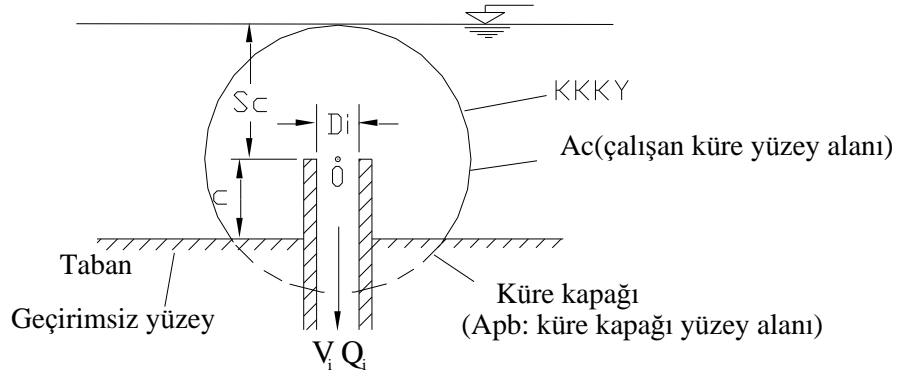 Sc
KKKY
Di
Ac(çalışan küre yüzey alanı)
O
c
Taban
Küre kapağı
Geçirimsiz yüzey
(Apb: küre kapağı yüzey alanı)
Vi Qi